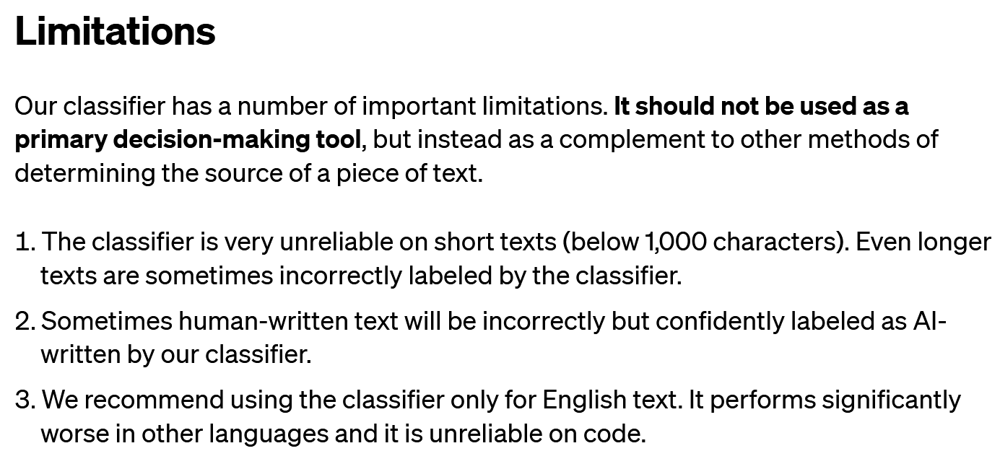 Limitations
Our classifier has a number of important limitations. It should not be used as a
primary decision-making tool, but instead as a complement to other methods of
determining the source of a piece of text.
1. The classifier is very unreliable on short texts (below 1,000 characters). Even longer
texts are sometimes incorrectly labeled by the classifier.
2. Sometimes human-written text will be incorrectly but confidently labeled as AI-
written by our classifier.
3. We recommend using the classifier only for English text. It performs significantly
worse in other languages and it is unreliable on code.